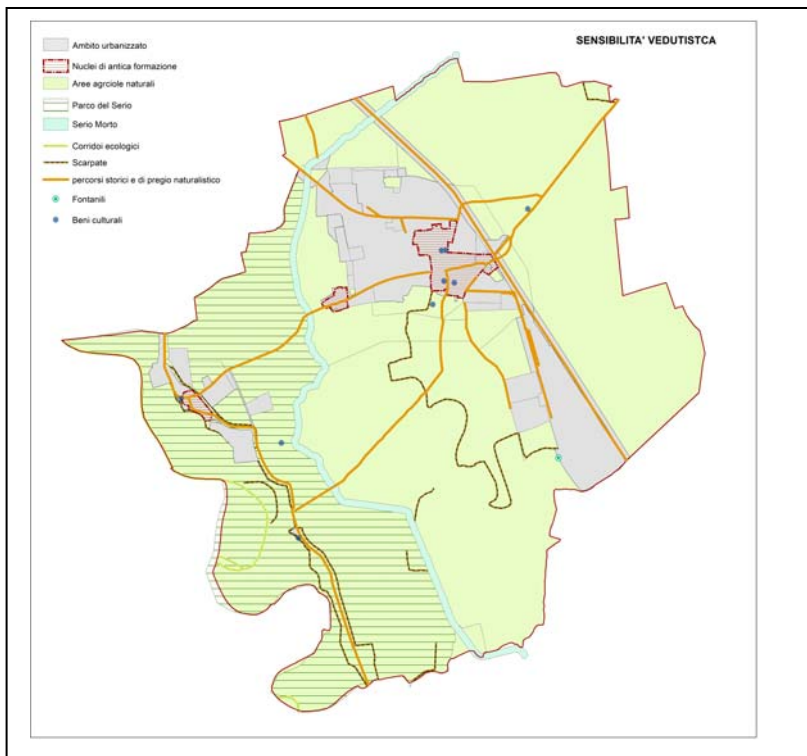 SENSIBILITA' VEDUTISTCA
Ambito urbanizzato
Nuclei di antica formazione
Aree agrciole naturali
Parco del Serio
Serio Morto
Corridoi ecologici
Scarpate
percorsi storici e di pregio naturalistico
Fontanili
Beni culturali